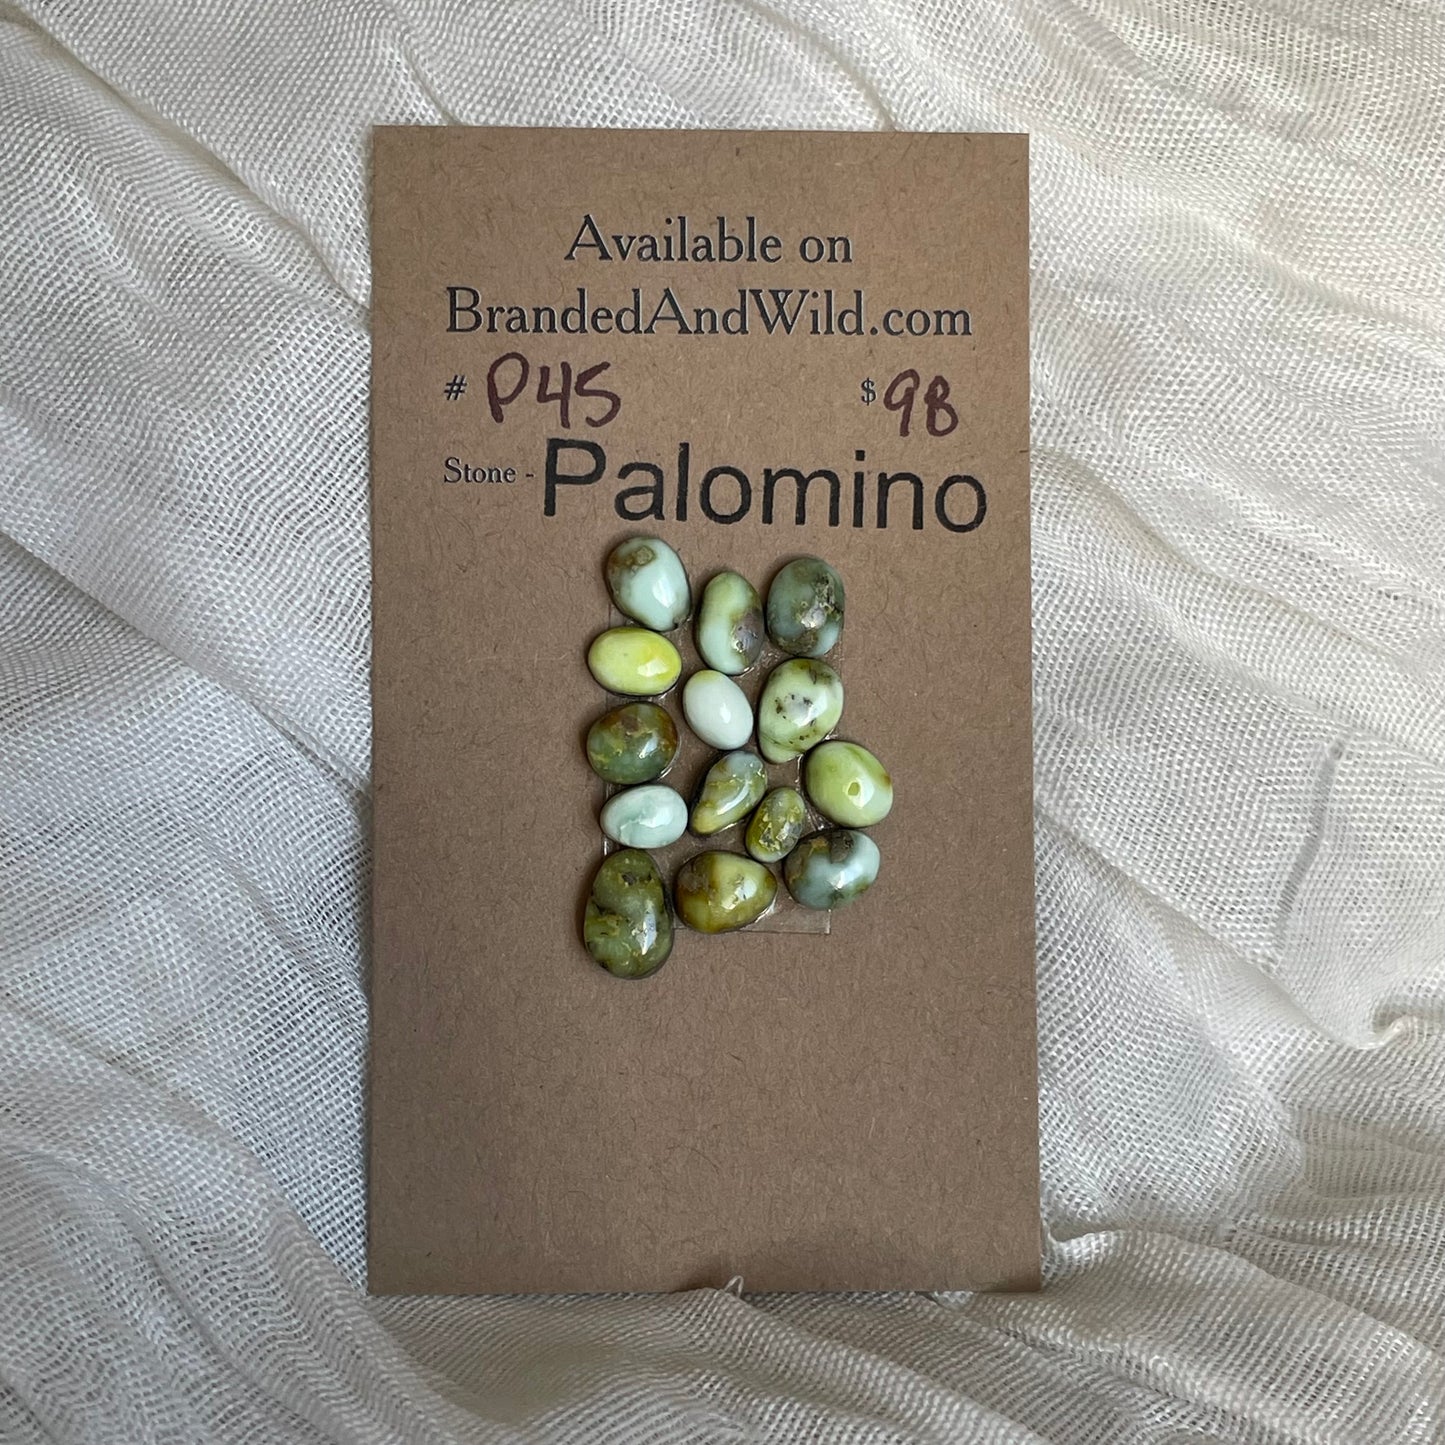 Available on
BrandedAndWild.com
# P45 $98
Stone - Palomino